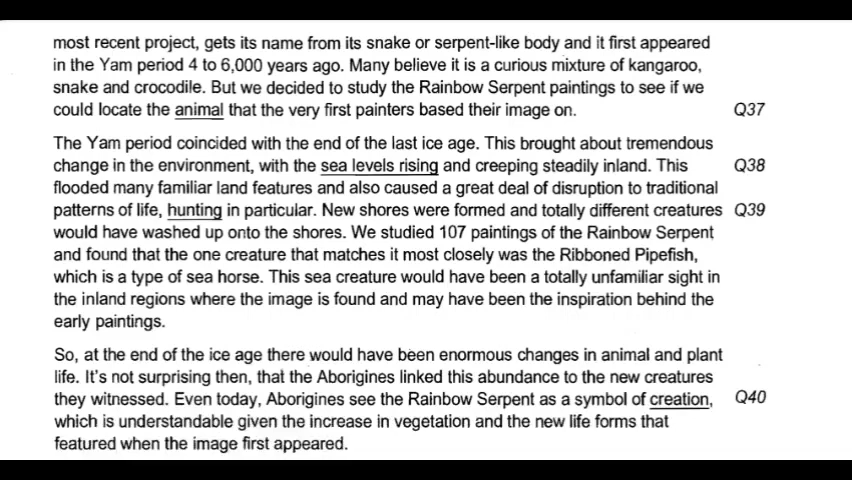 most recent project, gets its name from its snake or serpent-like body and it first appeared
in the Yam period 4 to 6,000 years ago. Many believe it is a curious mixture of kangaroo,
snake and crocodile. But we decided to study the Rainbow Serpent paintings to see if we
could locate the animal that the very first painters based their image on. Q37
The Yam period coincided with the end of the last ice age. This brought about tremendous
change in the environment, with the sea levels rising and creeping steadily inland. This Q38
flooded many familiar land features and also caused a great deal of disruption to traditional
patterns of life, hunting in particular. New shores were formed and totally different creatures Q39
would have washed up onto the shores. We studied 107 paintings of the Rainbow Serpent
and found that the one creature that matches it most closely was the Ribboned Pipefish,
which is a type of sea horse. This sea creature would have been a totally unfamiliar sight in
the inland regions where the image is found and may have been the inspiration behind the
early paintings.
So, at the end of the ice age there would have been enormous changes in animal and plant
life. It's not surprising then, that the Aborigines linked this abundance to the new creatures
they witnessed. Even today, Aborigines see the Rainbow Serpent as a symbol of creation, Q40
which is understandable given the increase in vegetation and the new life forms that
featured when the image first appeared.